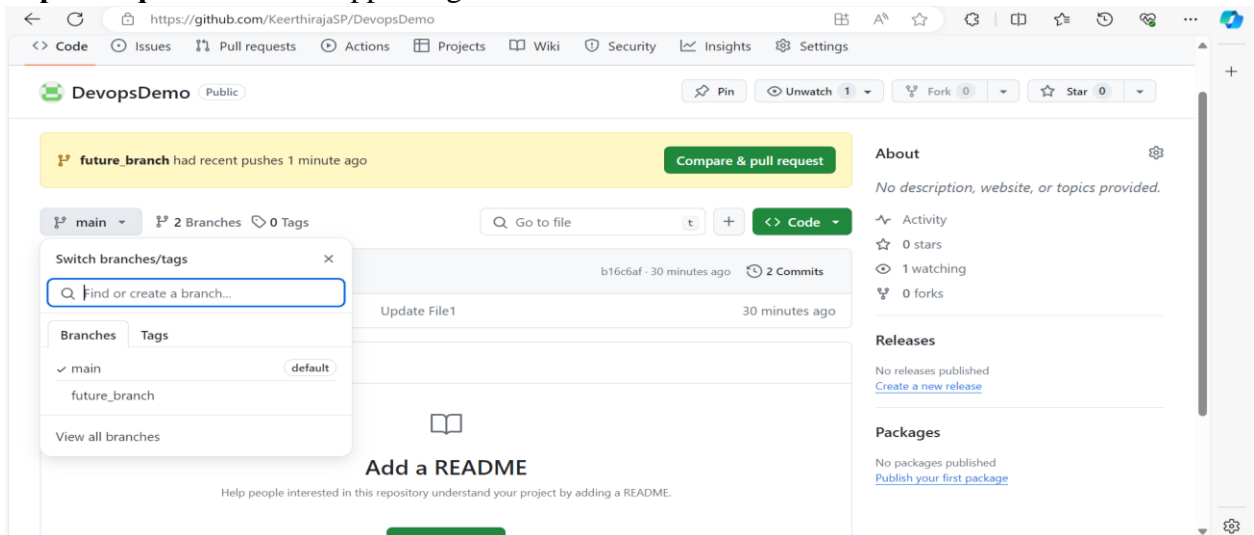 https://github.com/KeerthirajaSP/DevopsDemo
Code Issues Pull requests Actions Projects Wiki Security Insights Settings
DevopsDemo Public Pin Unwatch 1 Fork 0 Star 0
future_branch had recent pushes 1 minute ago Compare & pull request
main 2 Branches 0 Tags Go to file t + Code
Switch branches/tags
Find or create a branch...
Branches Tags
main default
future_branch
View all branches
b16c6af · 30 minutes ago 2 Commits
Update File1 30 minutes ago
Add a README
Help people interested in this repository understand your project by adding a README.
About
No description, website, or topics provided.
Activity
0 stars
1 watching
0 forks
Releases
No releases published
Create a new release
Packages
No packages published
Publish your first package